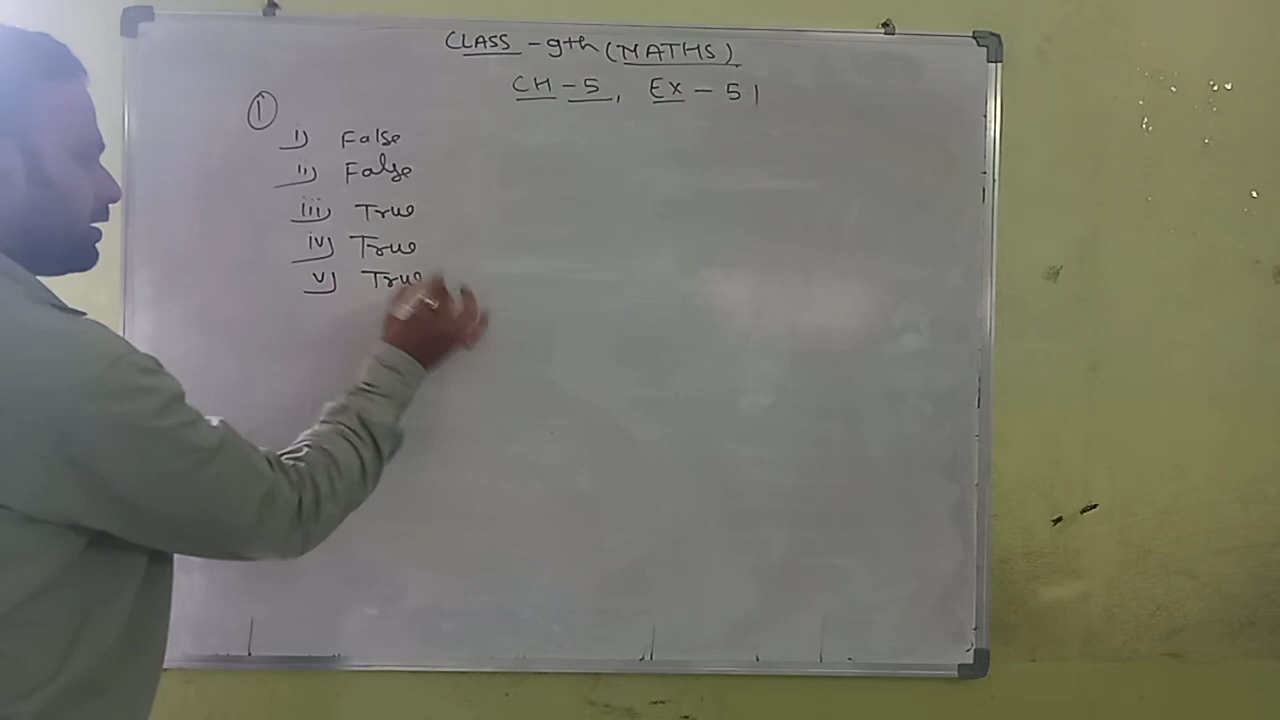 CLASS - 9th (MATHS)
CH - 5, EX - 5.1
①
i) False
ii) False
iii) True
iv) True
v) True